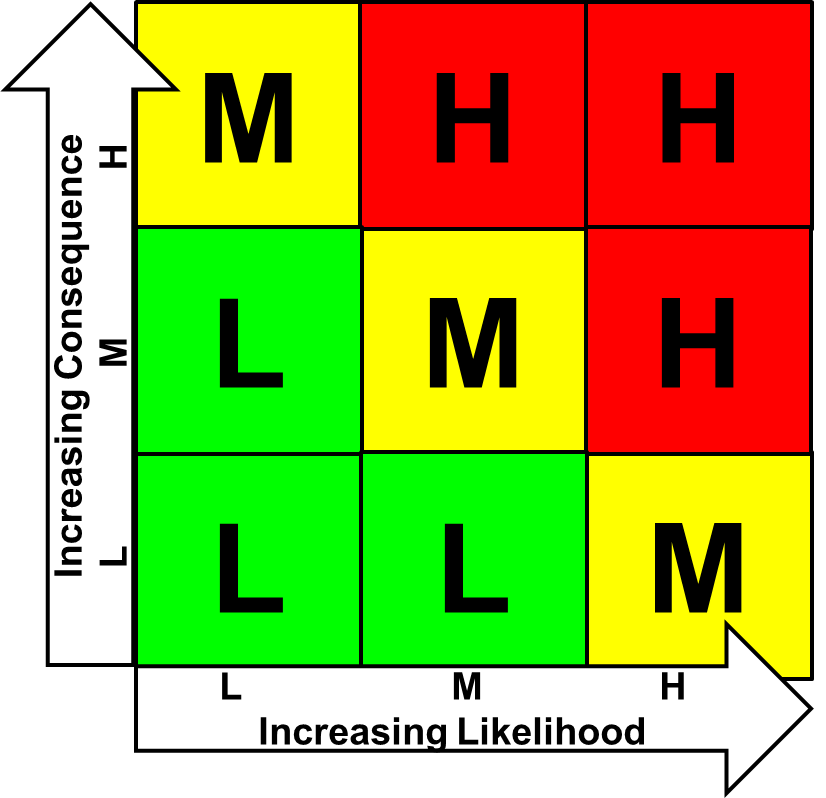 Increasing Consequence
H
M
L
M H H
L M H
L L M
L M H
Increasing Likelihood